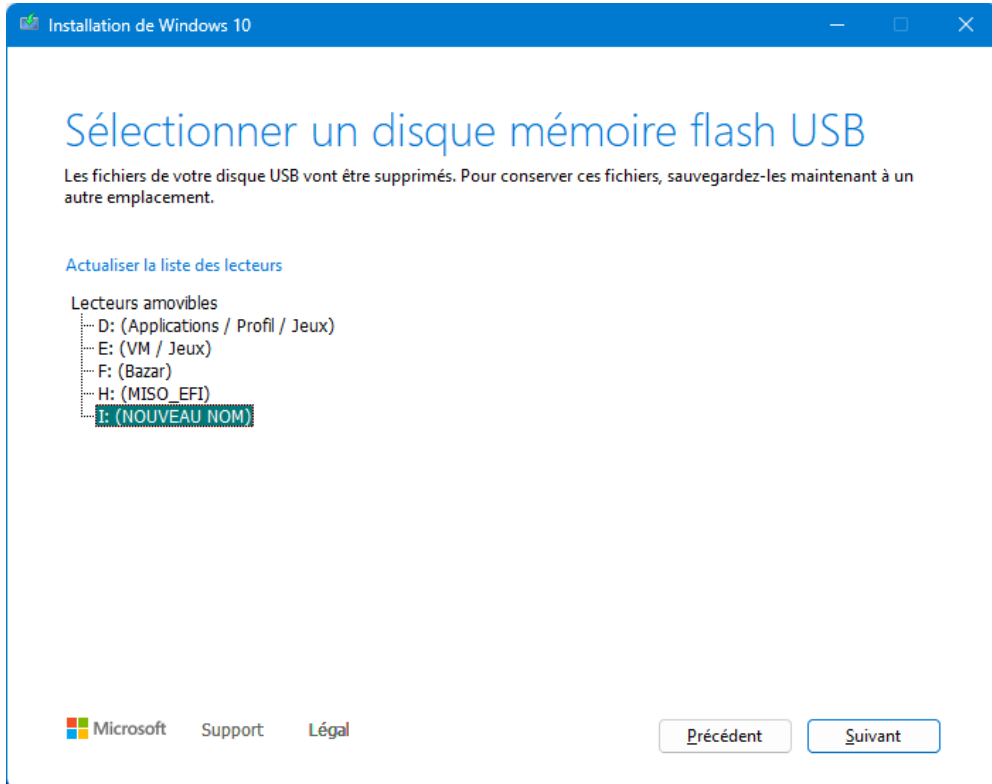 Installation de Windows 10
Sélectionner un disque mémoire flash USB
Les fichiers de votre disque USB vont être supprimés. Pour conserver ces fichiers, sauvegardez-les maintenant à un
autre emplacement.
Actualiser la liste des lecteurs
Lecteurs amovibles
D: (Applications / Profil / Jeux)
E: (VM / Jeux)
F: (Bazar)
H: (MISO_EFI)
I: (NOUVEAU NOM)
Microsoft Support Légal Précédent Suivant